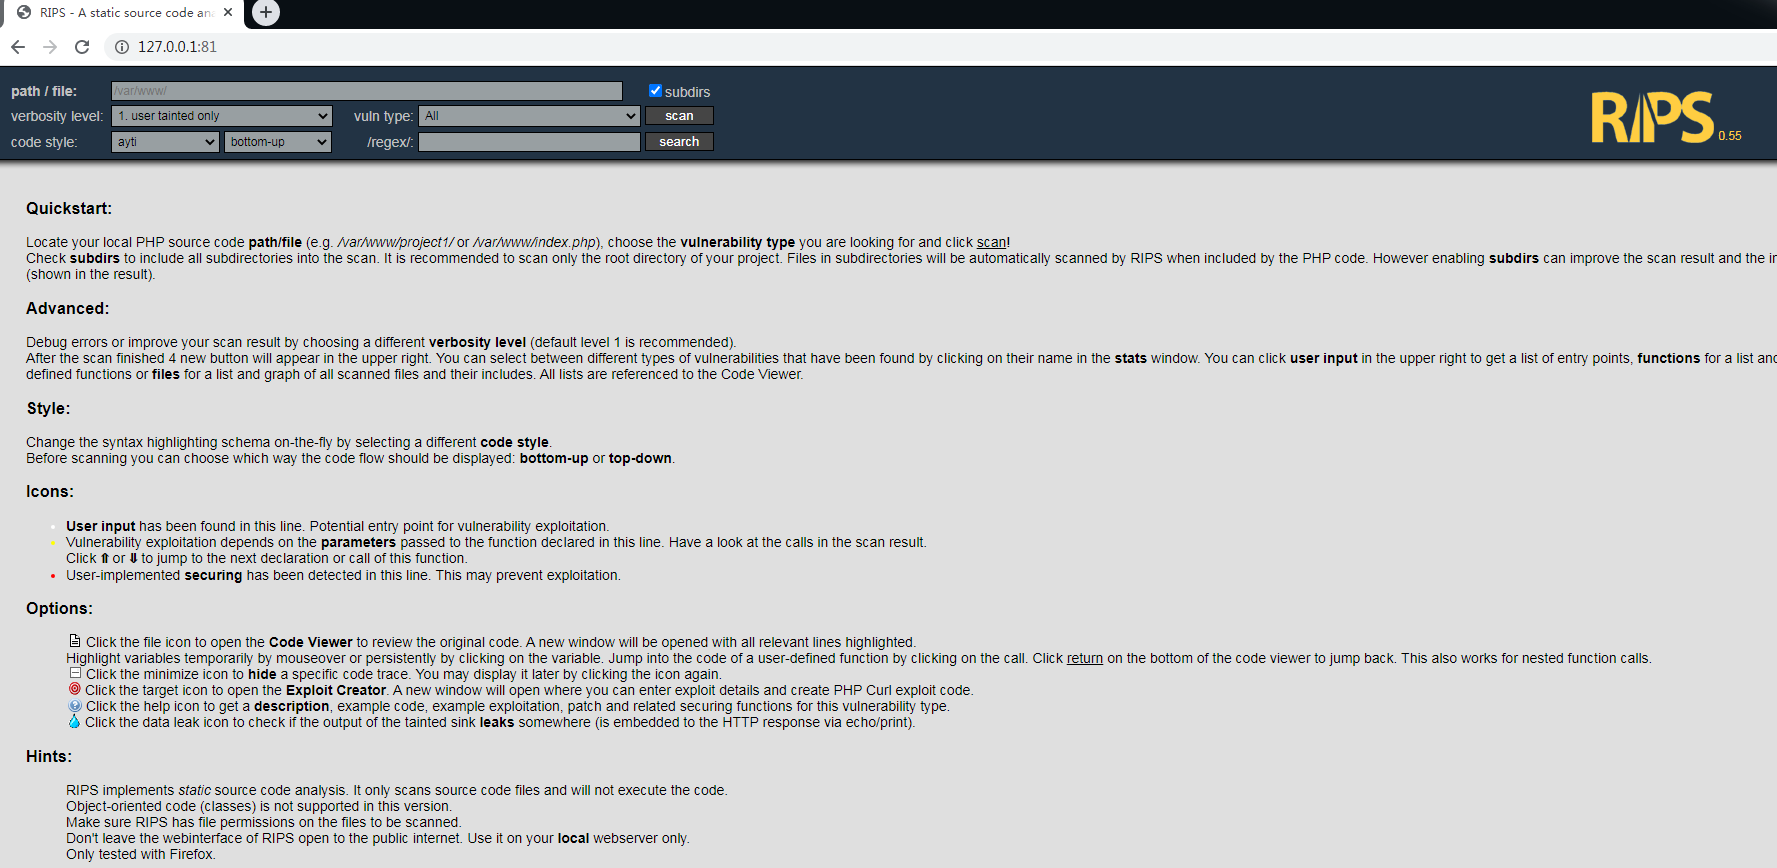 RIPS - A static source code an
127.0.0.1:81
path / file: /var/www/ subdirs
verbosity level: 1. user tainted only vuln type: All scan
code style: ayti bottom-up /regex/: search
RIPS 0.55
Quickstart:
Locate your local PHP source code path/file (e.g. /var/www/project1/ or /var/www/index.php), choose the vulnerability type you are looking for and click scan!
Check subdirs to include all subdirectories into the scan. It is recommended to scan only the root directory of your project. Files in subdirectories will be automatically scanned by RIPS when included by the PHP code. However enabling subdirs can improve the scan result and the
(shown in the result).
Advanced:
Debug errors or improve your scan result by choosing a different verbosity level (default level 1 is recommended).
After the scan finished 4 new button will appear in the upper right. You can select between different types of vulnerabilities that have been found by clicking on their name in the stats window. You can click user input in the upper right to get a list of entry points, functions for a list
defined functions or files for a list and graph of all scanned files and their includes. All lists are referenced to the Code Viewer.
Style:
Change the syntax highlighting schema on-the-fly by selecting a different code style.
Before scanning you can choose which way the code flow should be displayed: bottom-up or top-down.
Icons:
User input has been found in this line. Potential entry point for vulnerability exploitation.
Vulnerability exploitation depends on the parameters passed to the function declared in this line. Have a look at the calls in the scan result.
Click ⇑ or ⇓ to jump to the next declaration or call of this function.
User-implemented securing has been detected in this line. This may prevent exploitation.
Options:
Click the file icon to open the Code Viewer to review the original code. A new window will be opened with all relevant lines highlighted.
Highlight variables temporarily by mouseover or persistently by clicking on the variable. Jump into the code of a user-defined function by clicking on the call. Click return on the bottom of the code viewer to jump back. This also works for nested function calls.
Click the minimize icon to hide a specific code trace. You may display it later by clicking the icon again.
Click the target icon to open the Exploit Creator. A new window will open where you can enter exploit details and create PHP Curl exploit code.
Click the help icon to get a description, example code, example exploitation, patch and related securing functions for this vulnerability type.
Click the data leak icon to check if the output of the tainted sink leaks somewhere (is embedded to the HTTP response via echo/print).
Hints:
RIPS implements static source code analysis. It only scans source code files and will not execute the code.
Object-oriented code (classes) is not supported in this version.
Make sure RIPS has file permissions on the files to be scanned.
Don't leave the webinterface of RIPS open to the public internet. Use it on your local webserver only.
Only tested with Firefox.